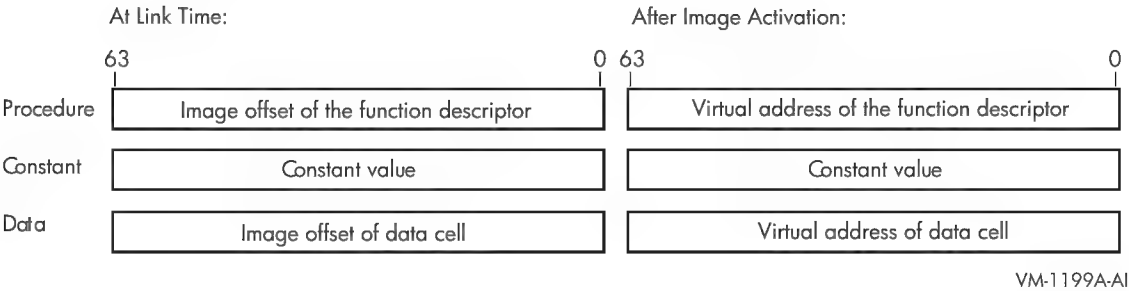 At Link Time: After Image Activation:
63 0 63 0
Procedure Image offset of the function descriptor Virtual address of the function descriptor
Constant Constant value Constant value
Data Image offset of data cell Virtual address of data cell
VM-1199A-AI